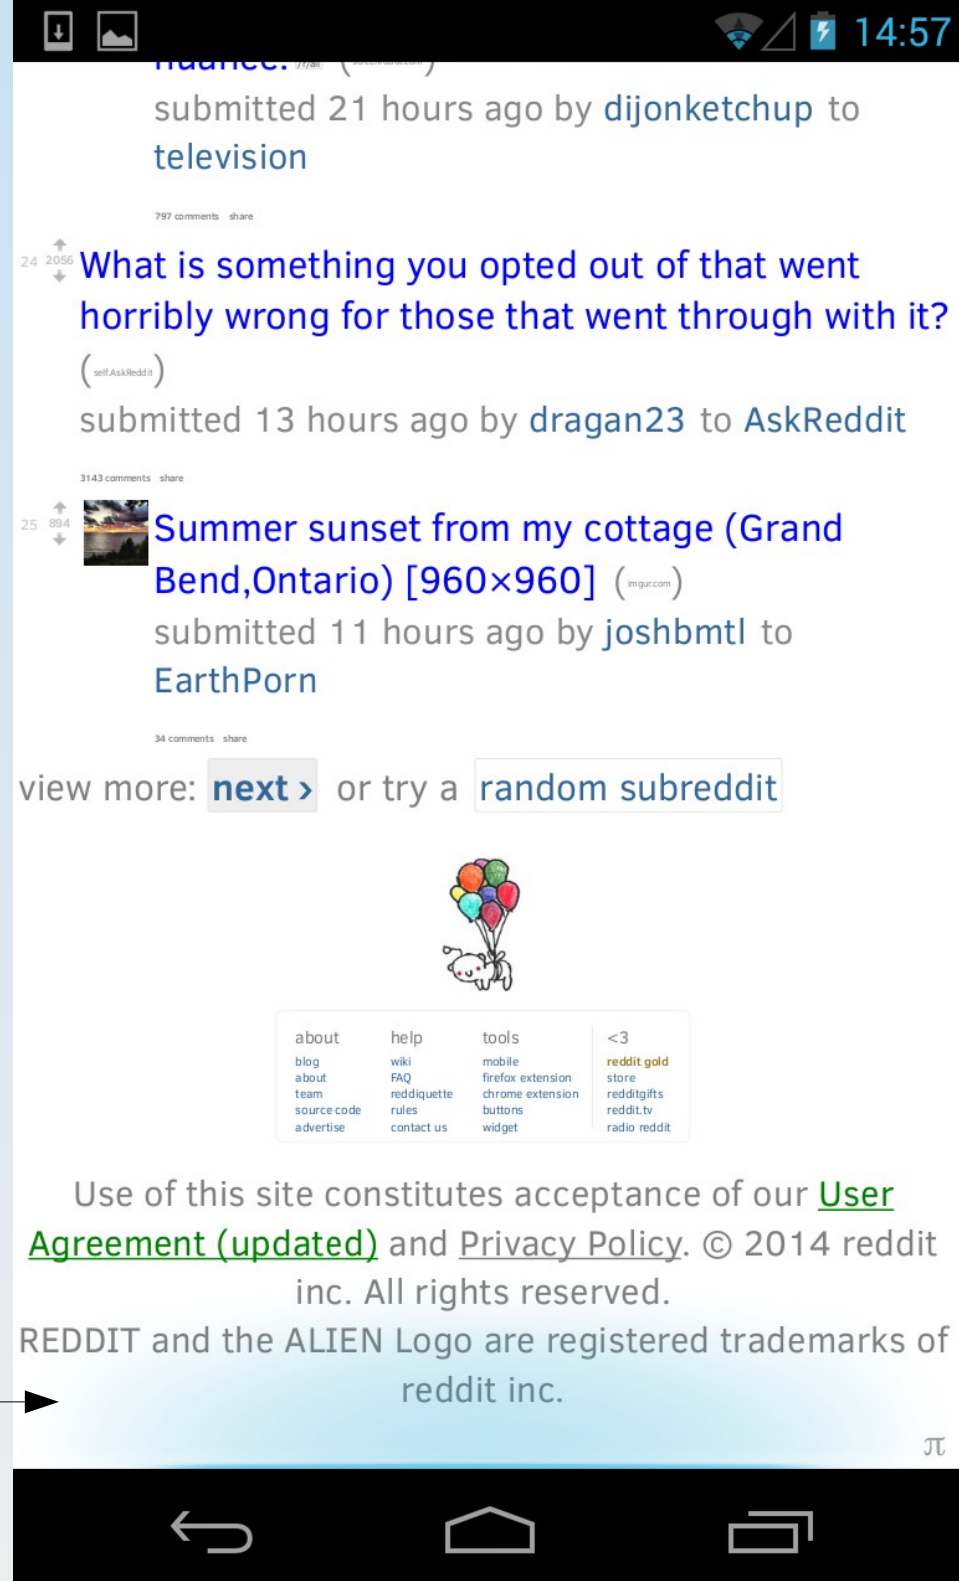 14:57
submitted 21 hours ago by dijonketchup to
television
797 comments share
24 2056 What is something you opted out of that went
horribly wrong for those that went through with it?
(self.AskReddit)
submitted 13 hours ago by dragan23 to AskReddit
3143 comments share
25 894 Summer sunset from my cottage (Grand
Bend,Ontario) [960×960] (imgur.com)
submitted 11 hours ago by joshbmtl to
EarthPorn
34 comments share
view more: next › or try a random subreddit
about help tools <3
blog wiki mobile reddit gold
about FAQ firefox extension store
team reddiquette chrome extension redditgifts
source code rules buttons reddit.tv
advertise contact us widget radio reddit
Use of this site constitutes acceptance of our User
Agreement (updated) and Privacy Policy. © 2014 reddit
inc. All rights reserved.
REDDIT and the ALIEN Logo are registered trademarks of
reddit inc.
π